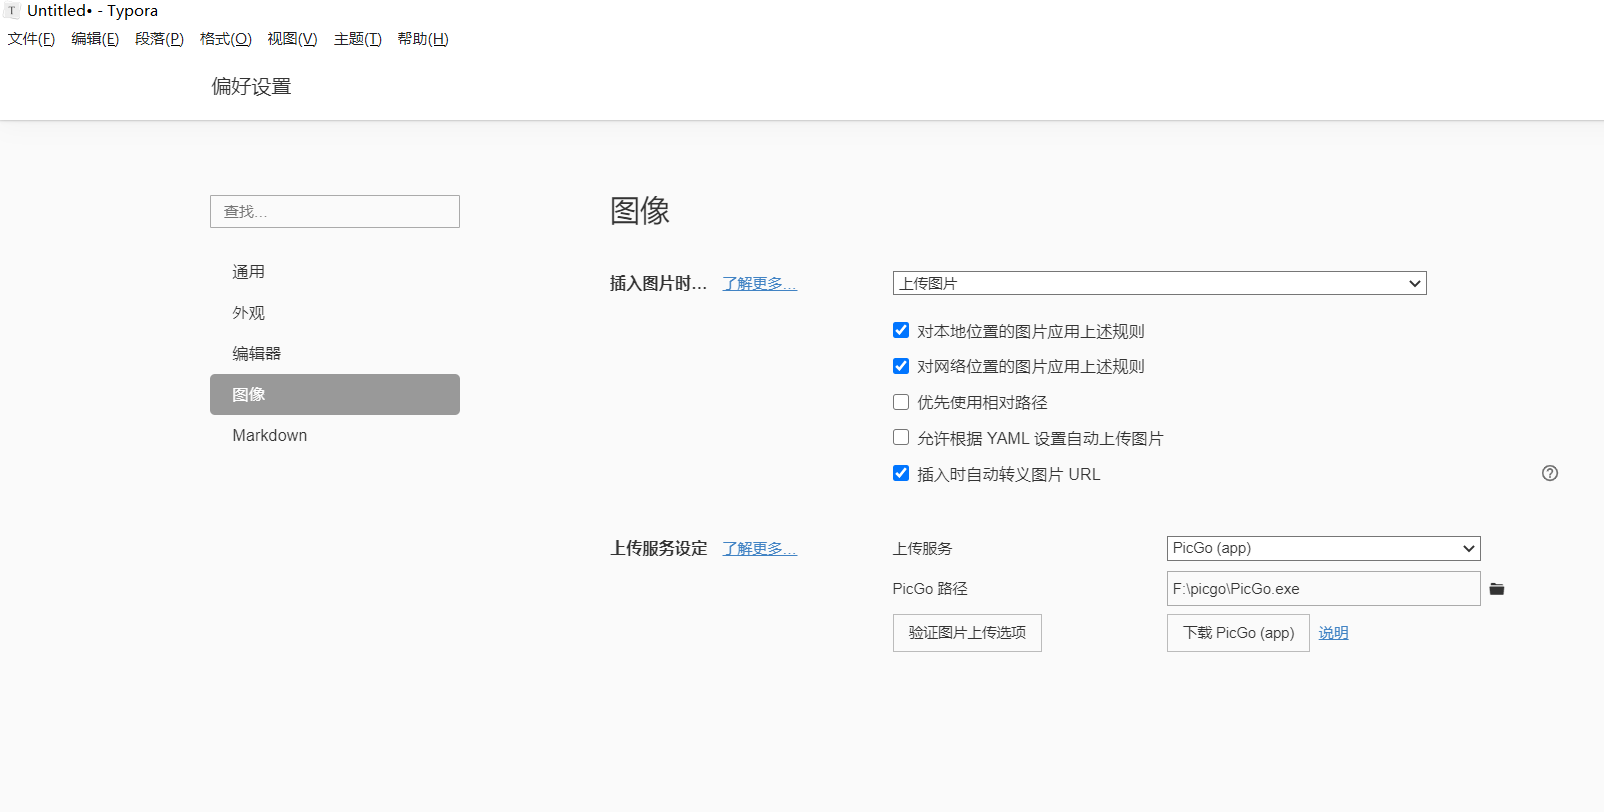 Untitled• - Typora
文件(F) 编辑(E) 段落(P) 格式(O) 视图(V) 主题(T) 帮助(H)
偏好设置
查找...
通用
外观
编辑器
图像
Markdown
图像
插入图片时... 了解更多... 上传图片
对本地位置的图片应用上述规则
对网络位置的图片应用上述规则
优先使用相对路径
允许根据 YAML 设置自动上传图片
插入时自动转义图片 URL
上传服务设定 了解更多... 上传服务 PicGo (app)
PicGo 路径 F:\picgo\PicGo.exe
验证图片上传选项 下载 PicGo (app) 说明